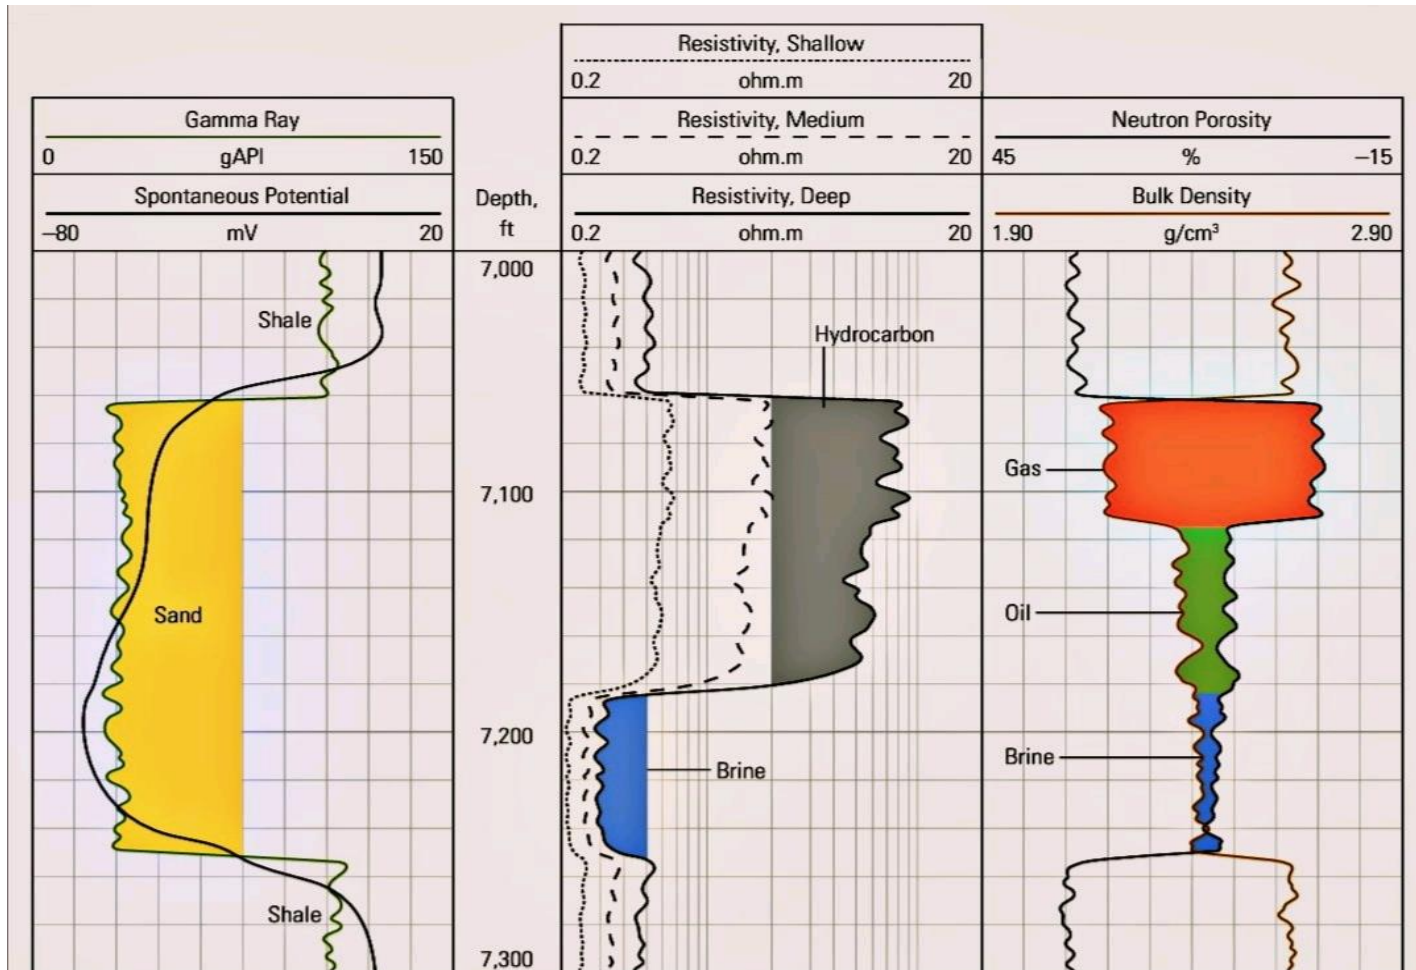 Resistivity, Shallow
0.2 ohm.m 20
Gamma Ray
0 gAPI 150
Resistivity, Medium
0.2 ohm.m 20
Neutron Porosity
45 % –15
Spontaneous Potential
–80 mV 20
Depth,
ft
Resistivity, Deep
0.2 ohm.m 20
Bulk Density
1.90 g/cm³ 2.90
7,000
Shale
Hydrocarbon
Gas
7,100
Sand
Oil
7,200
Brine
Brine
Shale
7,300